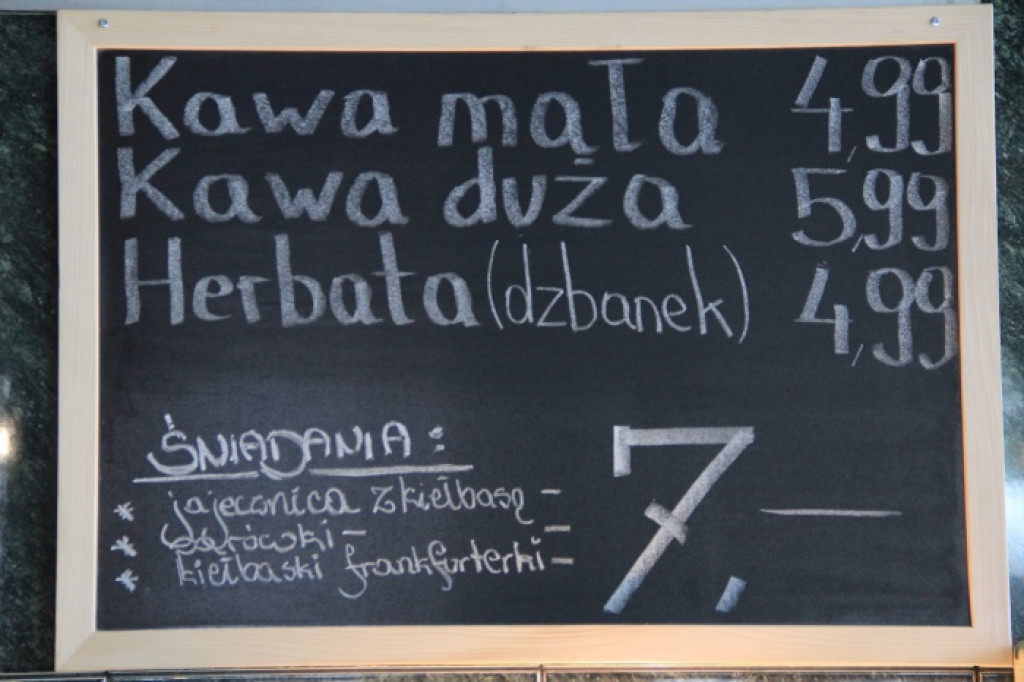 Kawa mała 4,99
Kawa duża 5,99
Herbata (dzbanek) 4,99
ŚNIADANIA:
* jajecznica z kiełbasą –
* –
* kiełbaski frankfurterki –
7,—